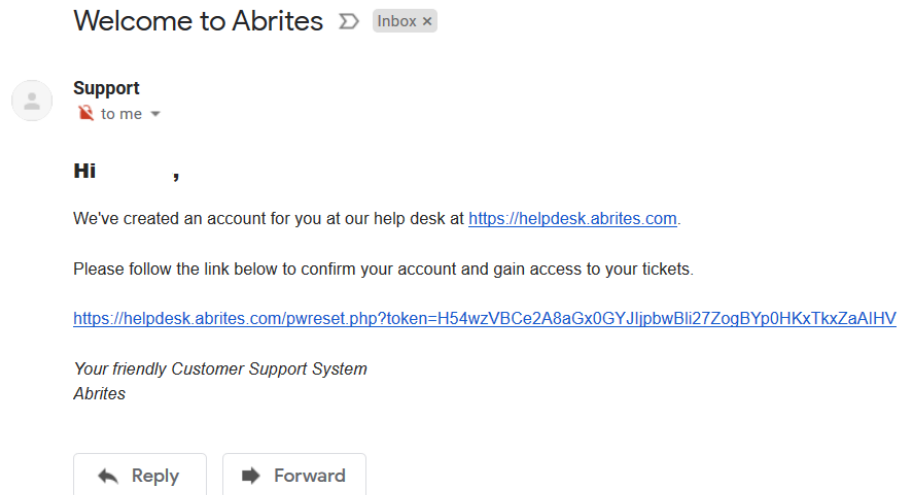 Welcome to Abrites Inbox ×
Support
to me
Hi ,
We've created an account for you at our help desk at https://helpdesk.abrites.com.
Please follow the link below to confirm your account and gain access to your tickets.
https://helpdesk.abrites.com/pwreset.php?token=H54wzVBCe2A8aGx0GYJIjpbwBli27ZogBYp0HKxTkxZaAIHV
Your friendly Customer Support System
Abrites
Reply Forward